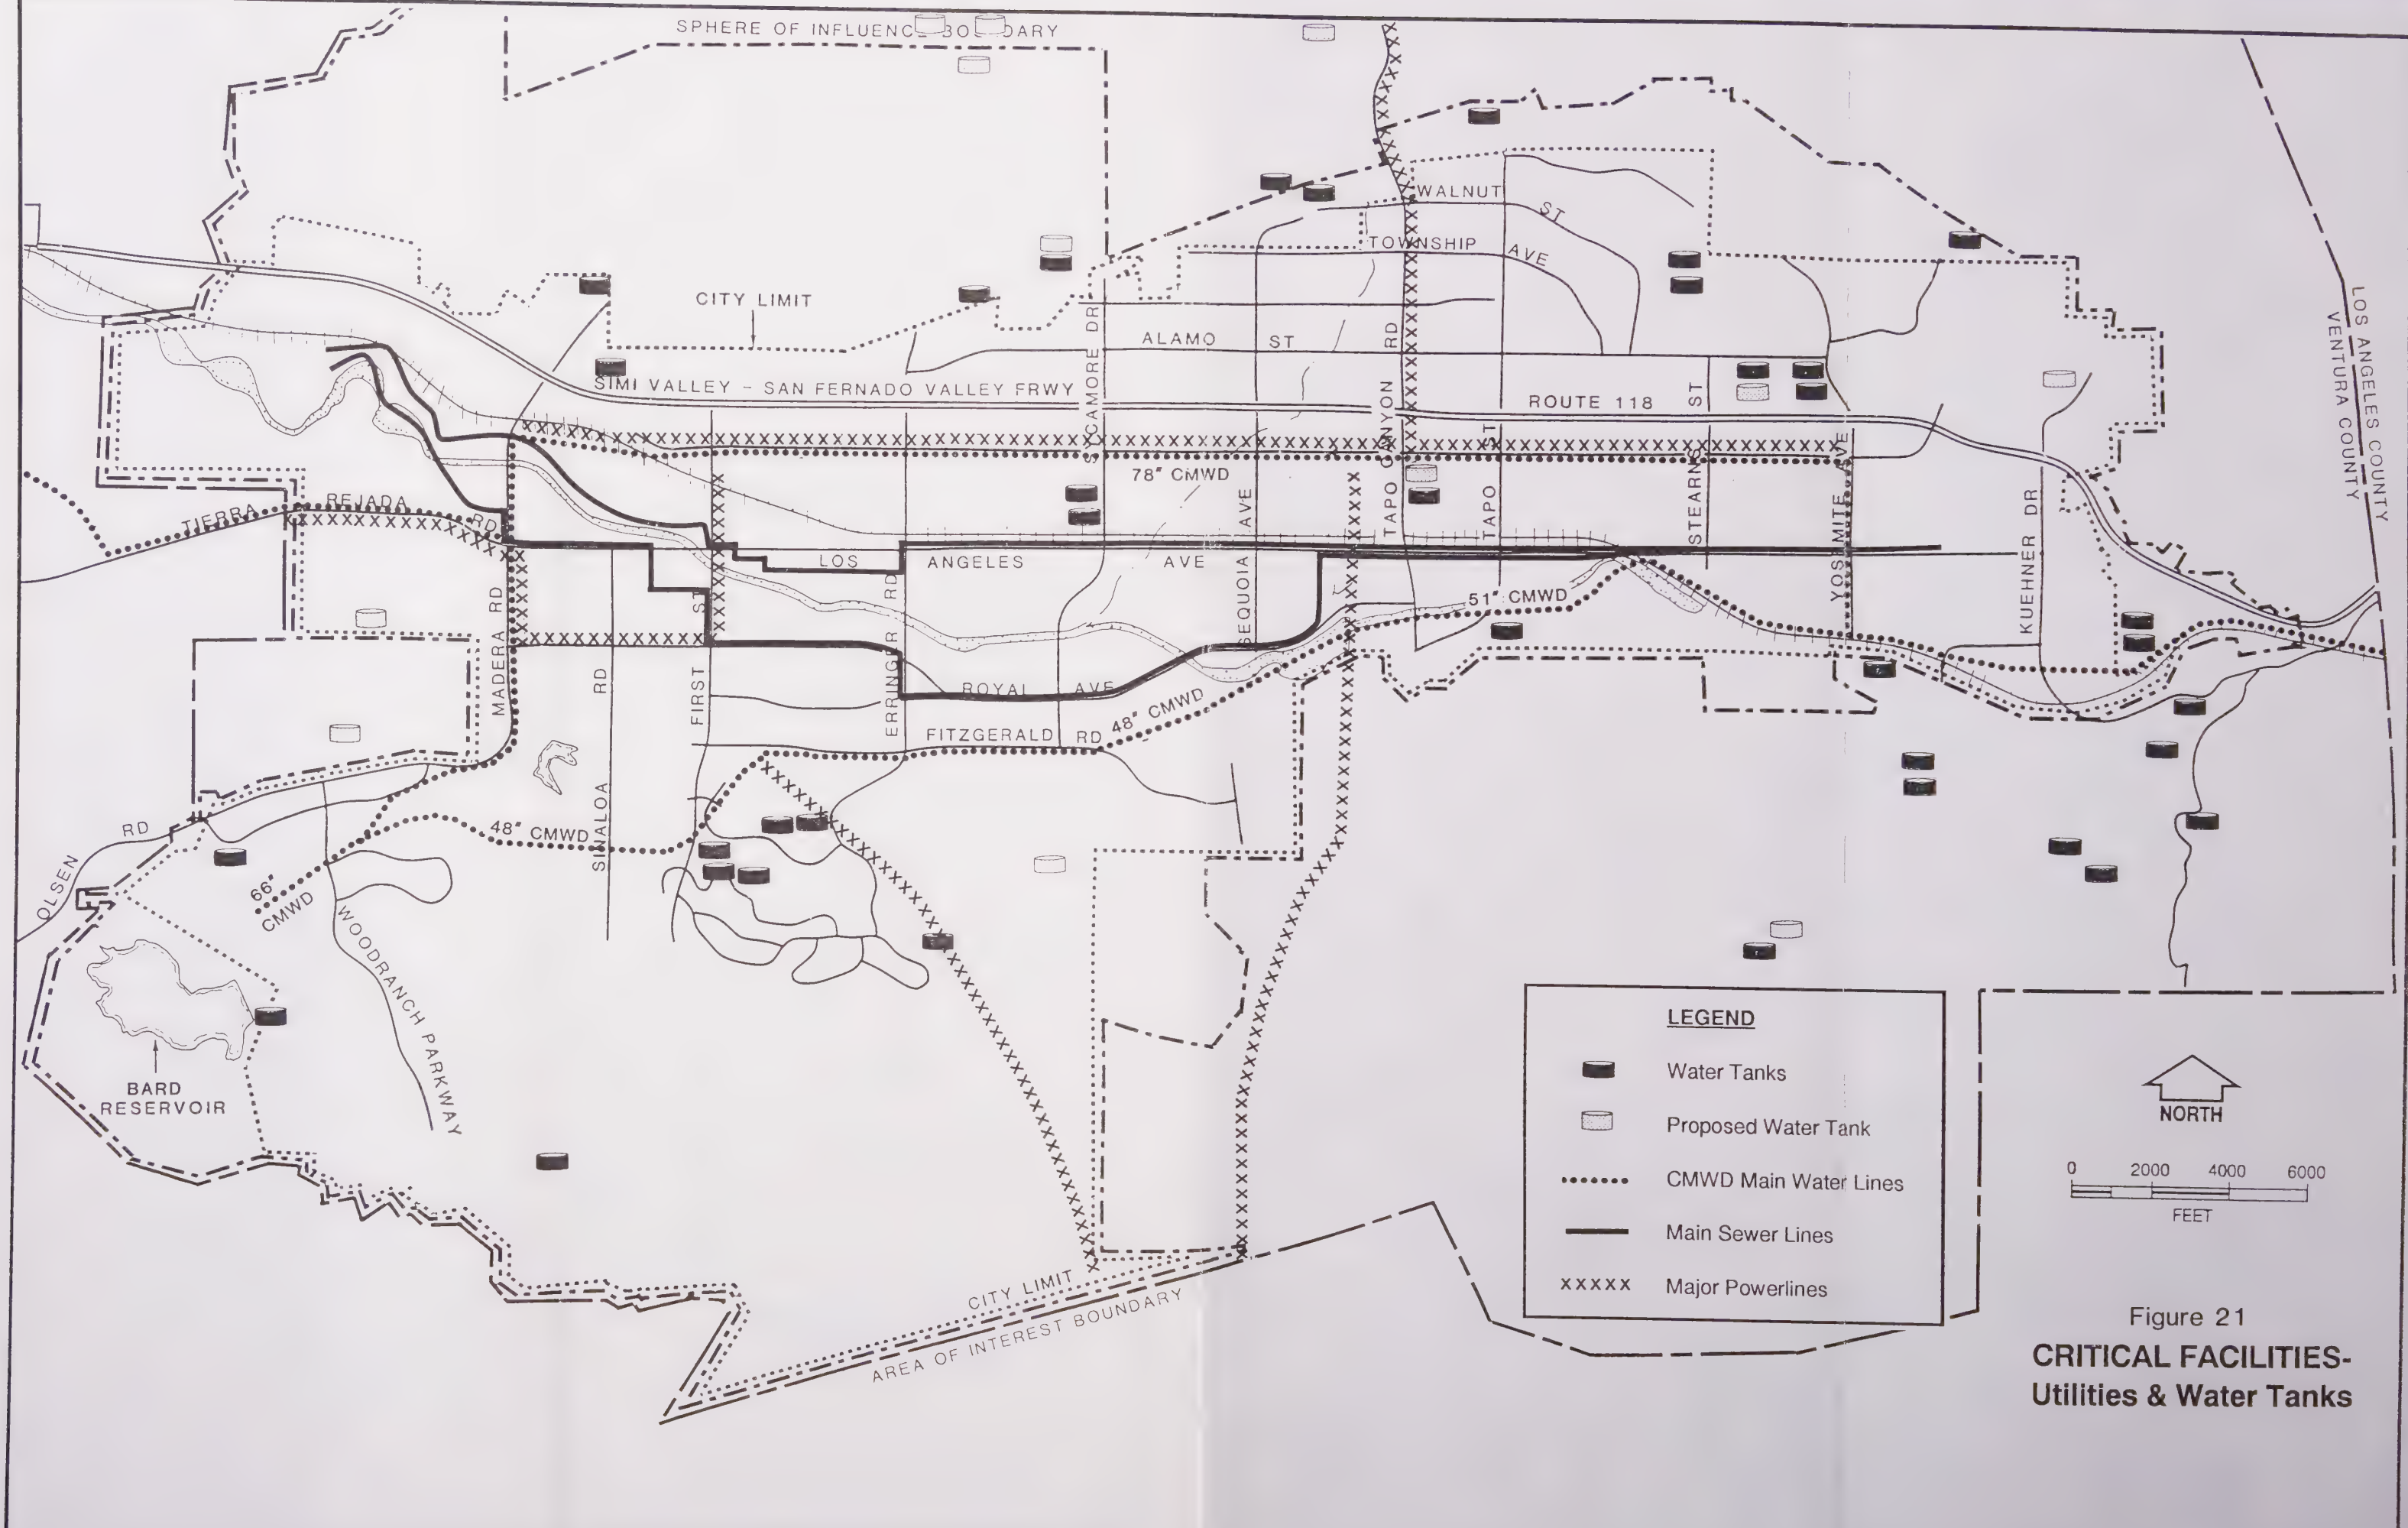 SPHERE OF INFLUENCE BOUNDARY
WALNUT ST
TOWNSHIP AVE
CITY LIMIT
ALAMO ST
SIMI VALLEY - SAN FERNADO VALLEY FRWY
ROUTE 118
SYCAMORE DR
TAPO CANYON RD
TAPO ST
STEARNS ST
YOSEMITE AVE
KUEHNER DR
LOS ANGELES COUNTY
VENTURA COUNTY
78" CMWD
TIERRA REJADA RD
LOS ANGELES AVE
SEQUOIA AVE
51" CMWD
MADERA RD
SINALOA RD
FIRST ST
ERRINGER RD
ROYAL AVE
FITZGERALD RD
48" CMWD
48" CMWD
OLSEN RD
66" CMWD
WOODRANCH PARKWAY
BARD
RESERVOIR
CITY LIMIT
AREA OF INTEREST BOUNDARY
LEGEND
Water Tanks
Proposed Water Tank
CMWD Main Water Lines
Main Sewer Lines
XXXXX Major Powerlines
NORTH
0 2000 4000 6000
FEET
Figure 21
CRITICAL FACILITIES-
Utilities & Water Tanks